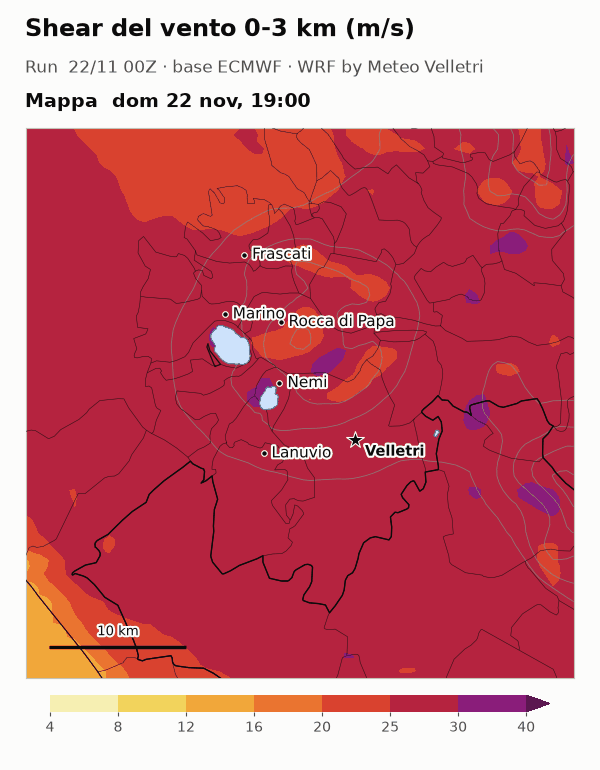 Shear del vento 0-3 km (m/s)
Run  22/11 00Z · base ECMWF · WRF by Meteo Velletri
Mappa  dom 22 nov, 19:00
Frascati
Marino
Rocca di Papa
Nemi
Velletri
Lanuvio
10 km
4 8 12 16 20 25 30 40